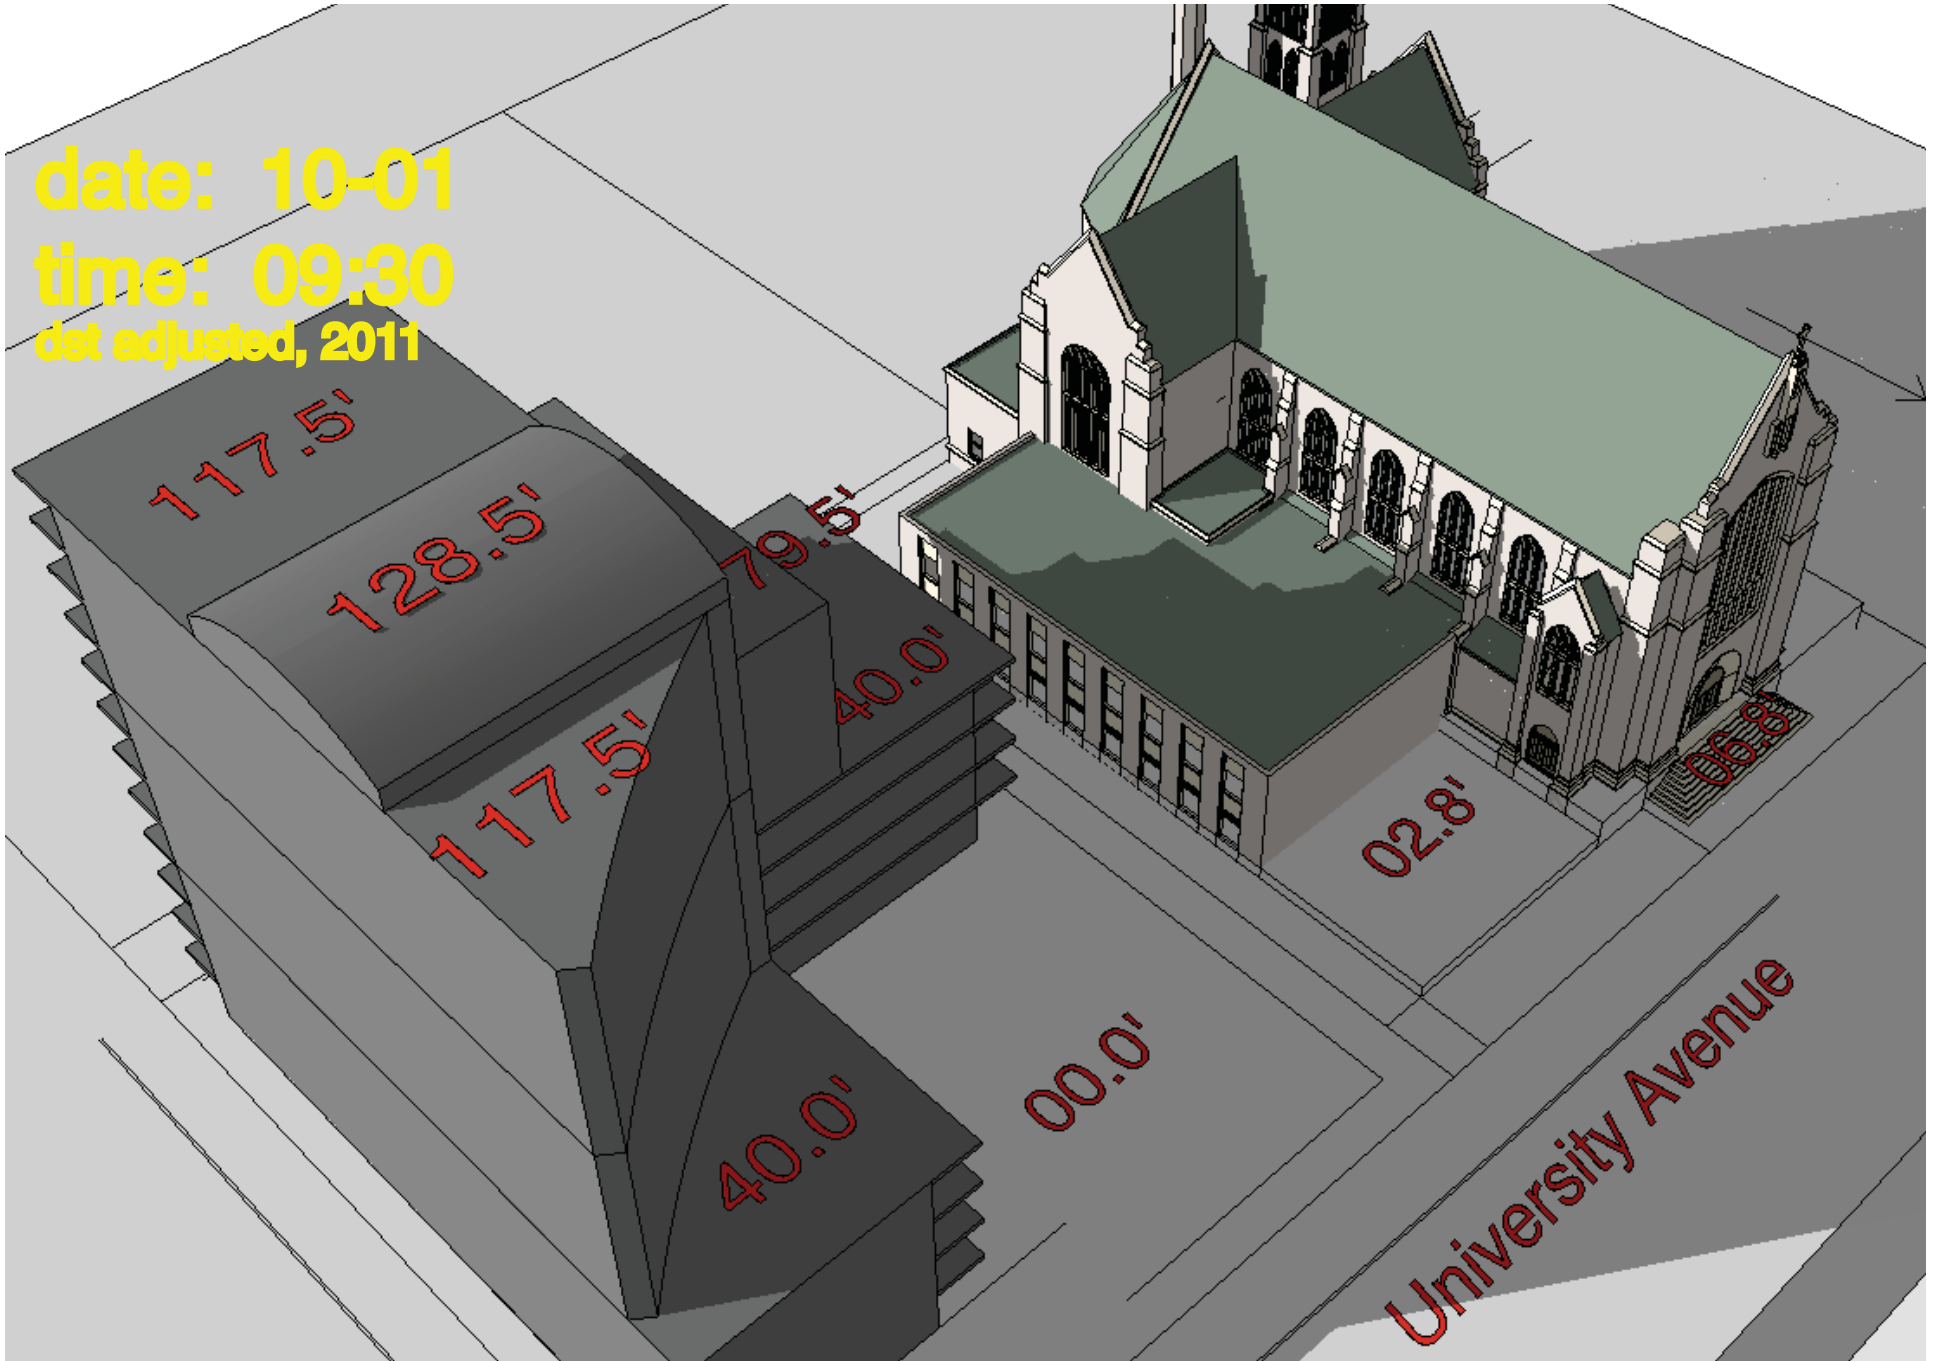 date: 10-01
time: 09:30
dst adjusted, 2011
117.5'
128.5'
79.5'
40.0'
117.5'
06.8'
02.8'
00.0'
40.0'
University Avenue